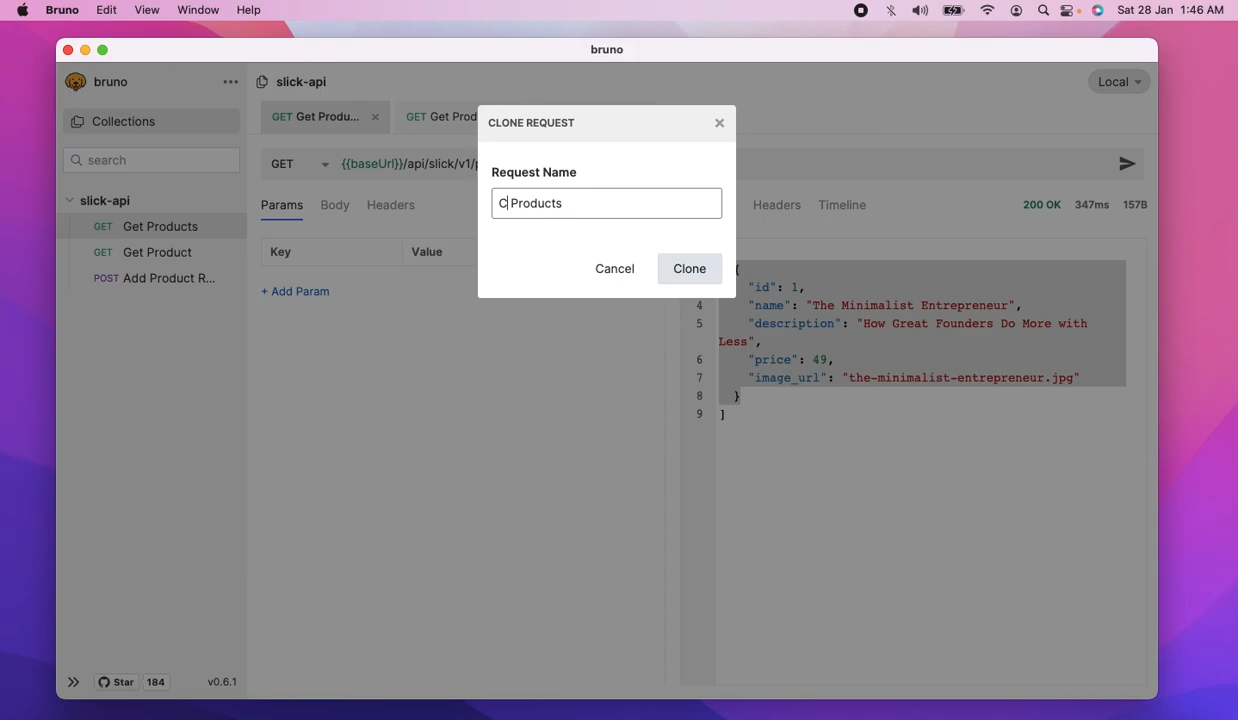 Bruno Edit View Window Help Sat 28 Jan 1:46 AM
bruno
bruno
slick-api
Local
GET Get Produ...
GET Get Prod
Collections
search
GET {{baseUrl}}/api/slick/v1/
CLONE REQUEST
Request Name
C Products
Cancel
Clone
slick-api
GET Get Products
GET Get Product
POST Add Product R...
Params Body Headers
Headers Timeline 200 OK 347ms 157B
Key Value
+ Add Param
{
"id": 1,
4 "name": "The Minimalist Entrepreneur",
5 "description": "How Great Founders Do More with
Less",
6 "price": 49,
7 "image_url": "the-minimalist-entrepreneur.jpg"
8 }
9 ]
Star 184 v0.6.1